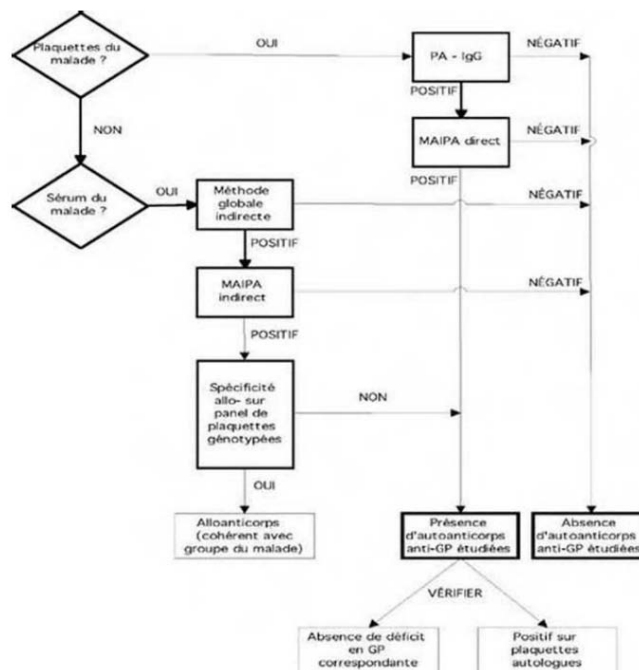 Plaquettes du
malade ?
OUI
PA - IgG
NÉGATIF
POSITIF
NON
MAIPA direct
NÉGATIF
POSITIF
Sérum du
malade ?
OUI
Méthode
globale
indirecte
NÉGATIF
POSITIF
MAIPA
indirect
NÉGATIF
POSITIF
Spécificité
allo- sur
panel de
plaquettes
génotypées
NON
OUI
Alloanticorps
(cohérent avec
groupe du malade)
Présence
d'autoanticorps
anti-GP étudiées
Absence
d'autoanticorps
anti-GP étudiées
VÉRIFIER
Absence de déficit
en GP
correspondante
Positif sur
plaquettes
autologues